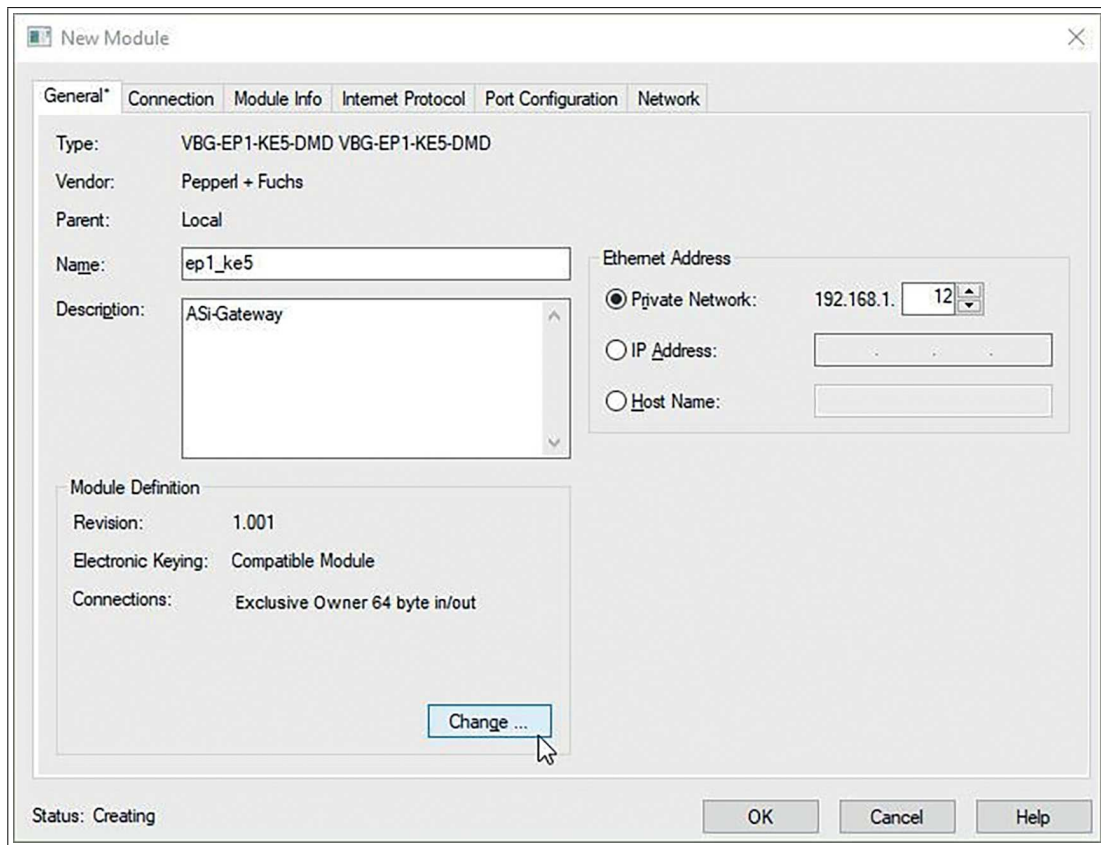 New Module
General* Connection Module Info Internet Protocol Port Configuration Network
Type: VBG-EP1-KE5-DMD VBG-EP1-KE5-DMD
Vendor: Pepperl + Fuchs
Parent: Local
Name: ep1_ke5
Description: ASi-Gateway
Ethernet Address
Private Network: 192.168.1. 12
IP Address: . . .
Host Name:
Module Definition
Revision: 1.001
Electronic Keying: Compatible Module
Connections: Exclusive Owner 64 byte in/out
Change ...
Status: Creating
OK Cancel Help